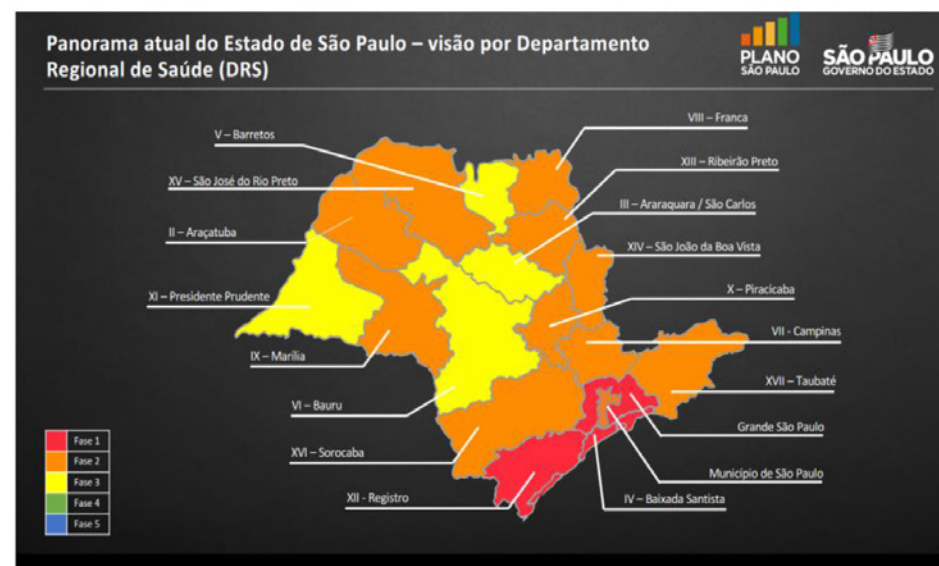 Panorama atual do Estado de São Paulo – visão por Departamento
Regional de Saúde (DRS)
PLANO
SÃO PAULO
SÃO PAULO
GOVERNO DO ESTADO
VIII – Franca
V – Barretos
XIII – Ribeirão Preto
XV – São José do Rio Preto
III – Araraquara / São Carlos
II – Araçatuba
XIV – São João da Boa Vista
X – Piracicaba
XI – Presidente Prudente
VII - Campinas
IX – Marília
XVII – Taubaté
VI – Bauru
Grande São Paulo
XVI – Sorocaba
Município de São Paulo
XII - Registro
IV – Baixada Santista
Fase 1
Fase 2
Fase 3
Fase 4
Fase 5